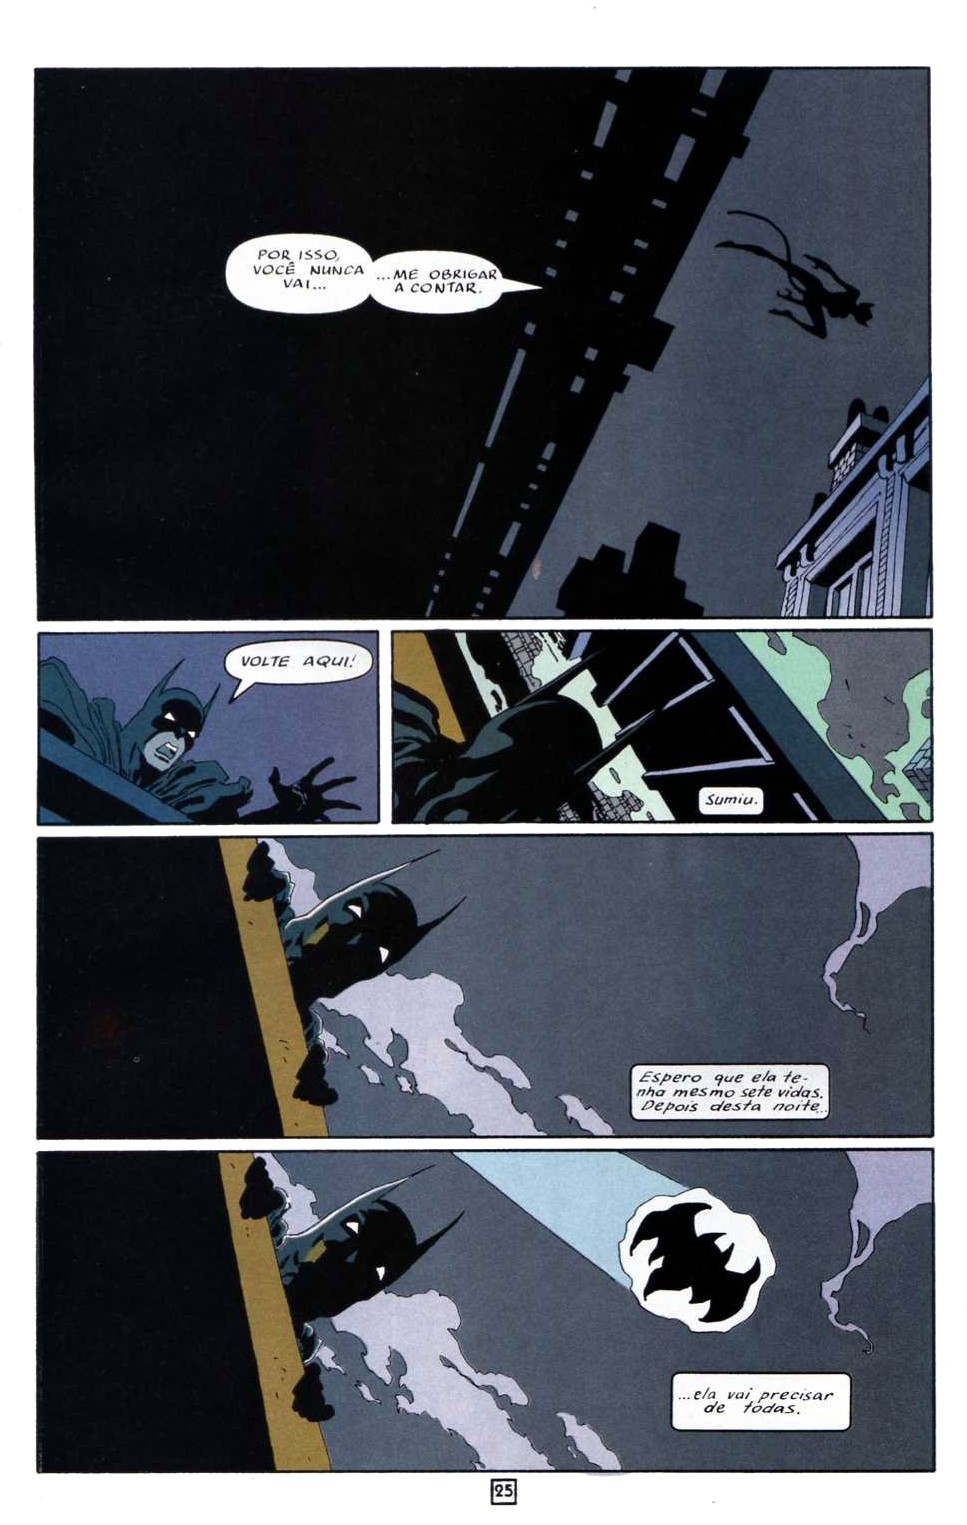 POR ISSO,
VOCÊ NUNCA
VAI...
...ME OBRIGAR
A CONTAR.
VOLTE AQUI!
Sumiu.
Espero que ela te-
nha mesmo sete vidas.
Depois desta noite...
...ela vai precisar
de todas.
25